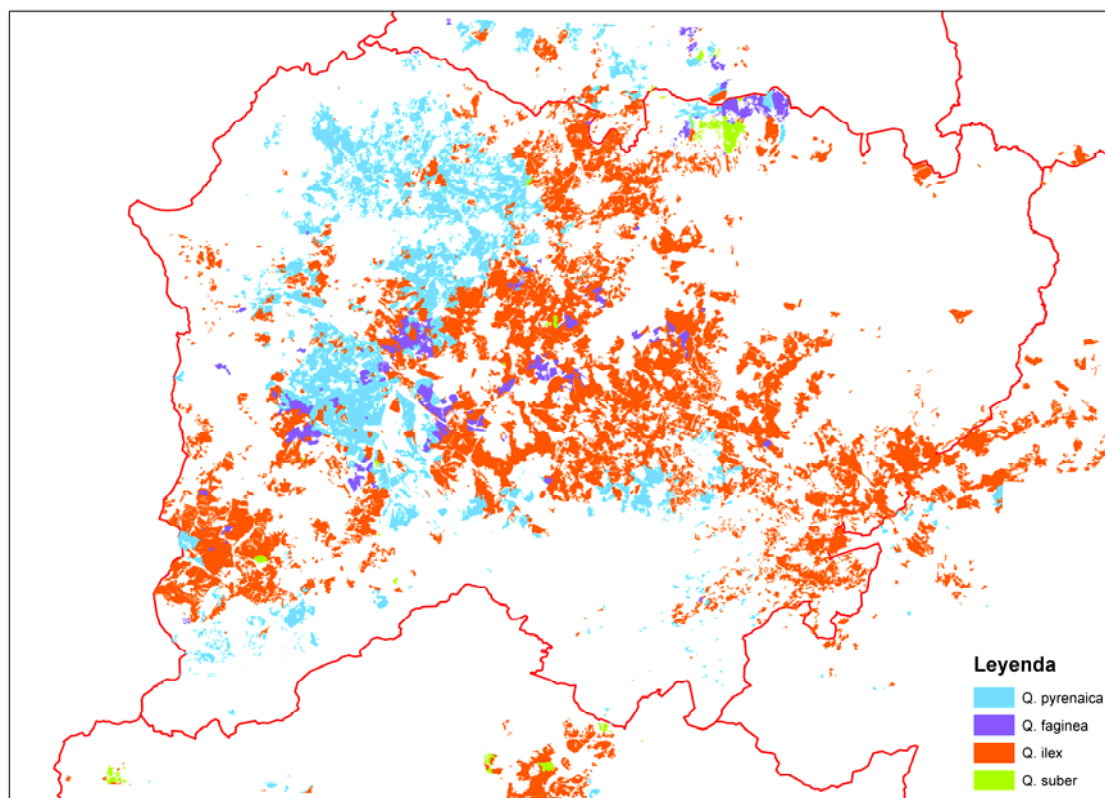 Leyenda
Q. pyrenaica
Q. faginea
Q. ilex
Q. suber